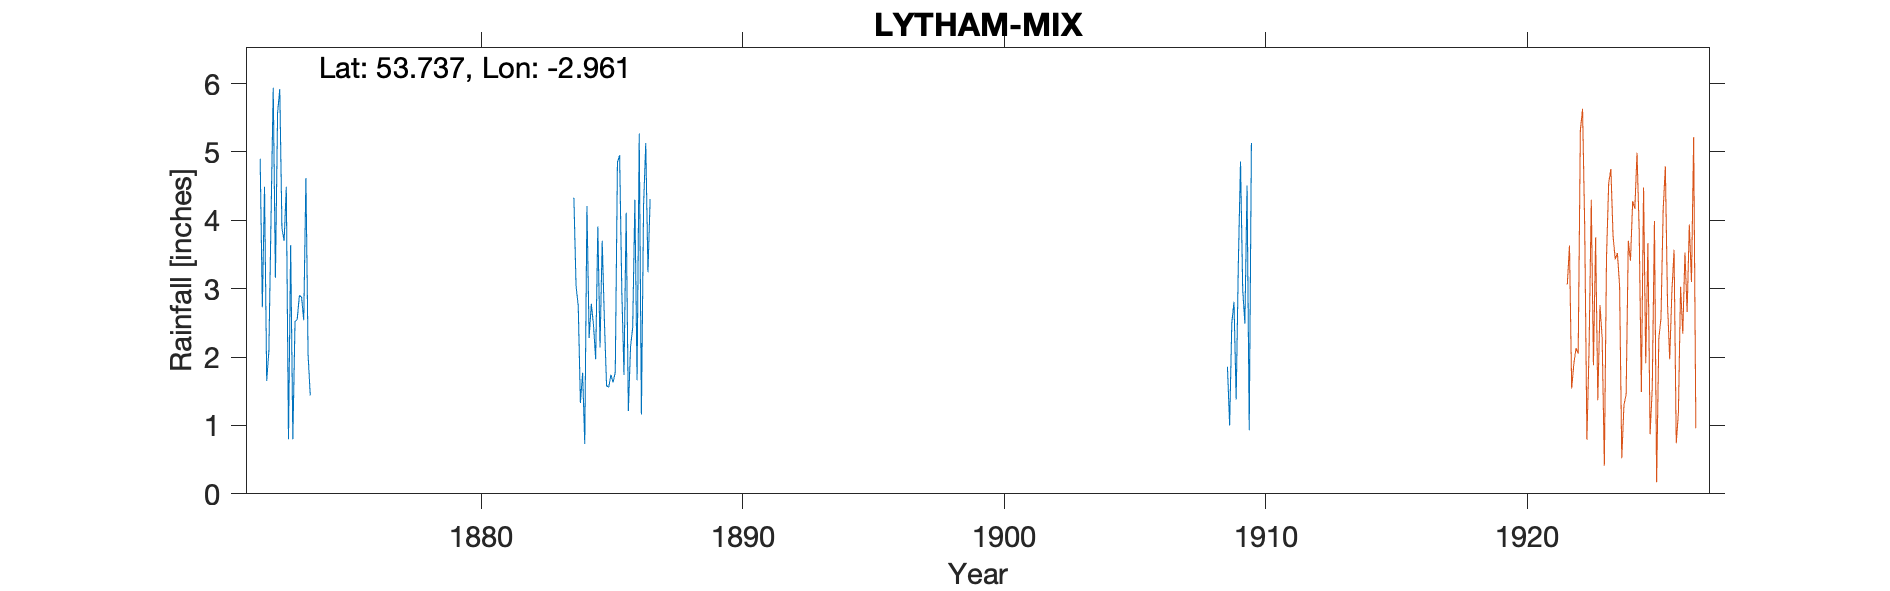 LYTHAM-MIX
Lat: 53.737, Lon: -2.961
Rainfall [inches]
6
5
4
3
2
1
0
1880 1890 1900 1910 1920
Year